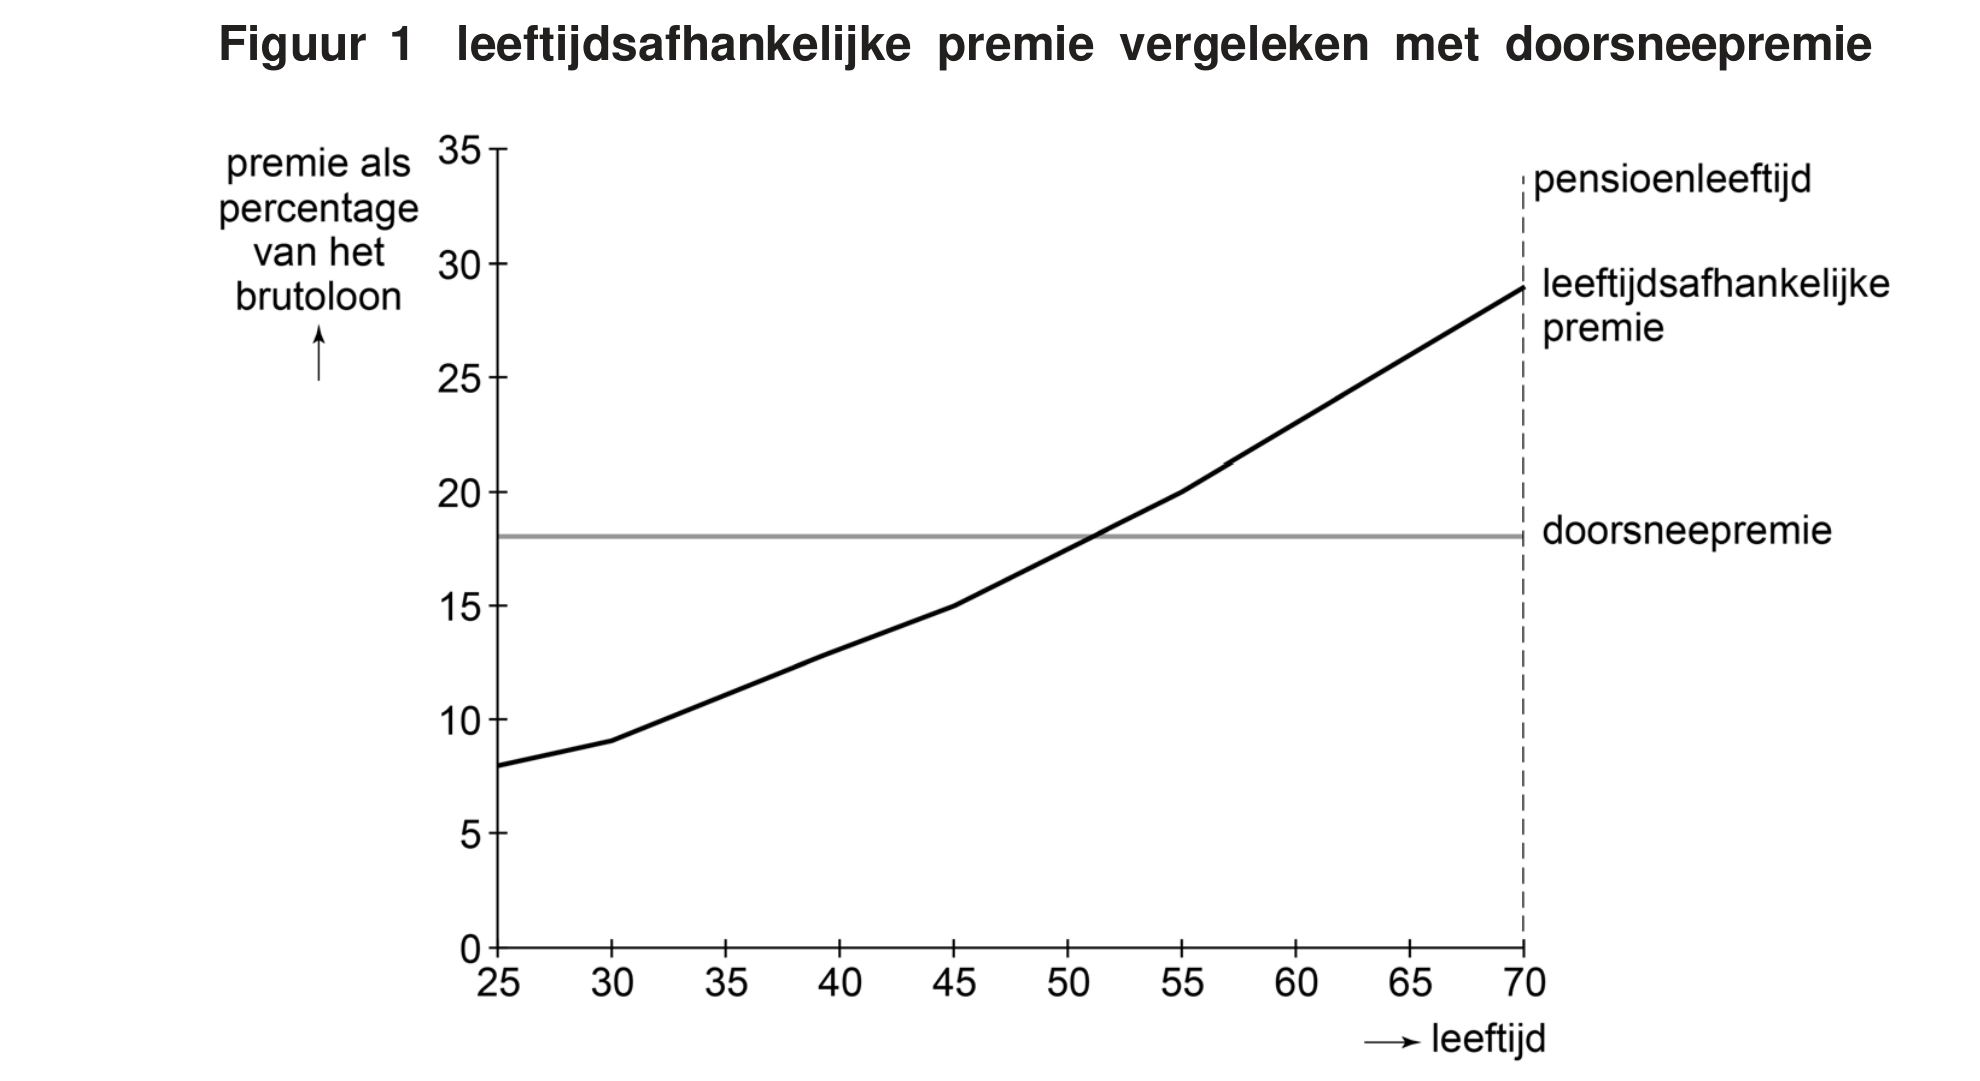 Figuur 1 leeftijdsafhankelijke premie vergeleken met doorsneepremie
premie als
percentage
van het
brutoloon
35
30
25
20
15
10
5
0
pensioenleeftijd
leeftijdsafhankelijke
premie
doorsneepremie
25 30 35 40 45 50 55 60 65 70
leeftijd